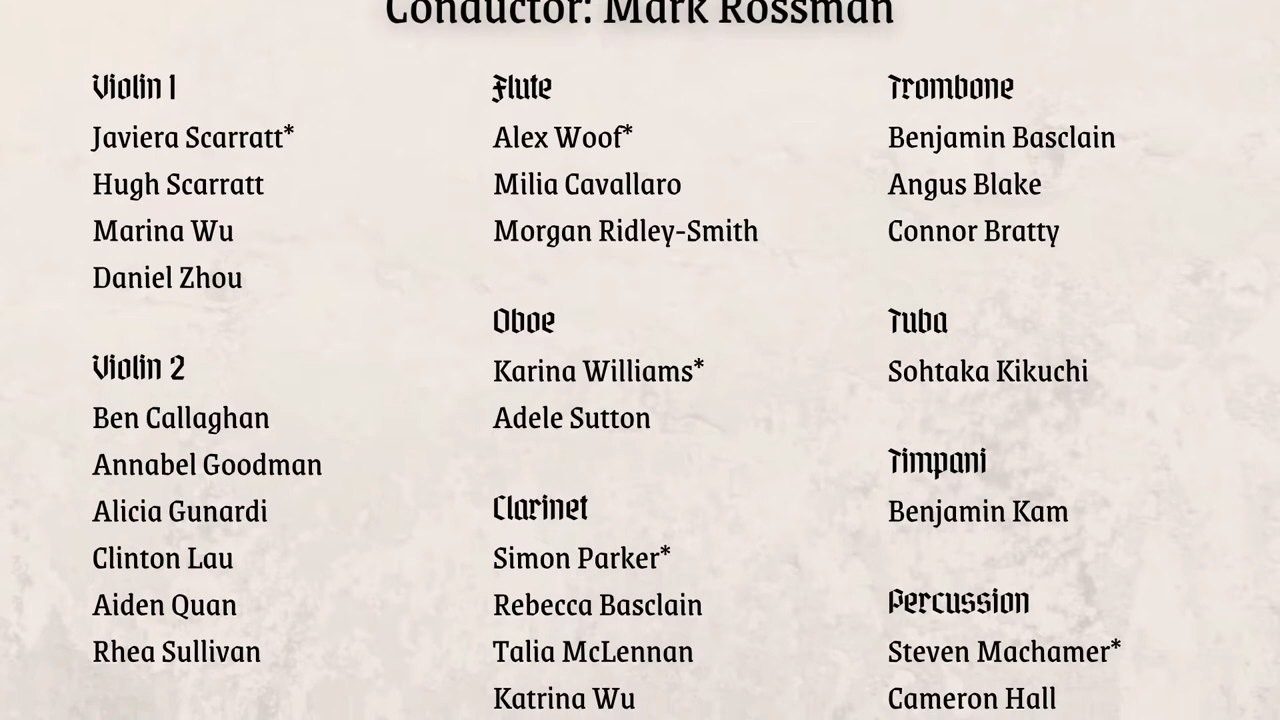 Conductor: Mark Rossman
Violin 1
Javiera Scarratt*
Hugh Scarratt
Marina Wu
Daniel Zhou
Violin 2
Ben Callaghan
Annabel Goodman
Alicia Gunardi
Clinton Lau
Aiden Quan
Rhea Sullivan
Flute
Alex Woof*
Milia Cavallaro
Morgan Ridley-Smith
Oboe
Karina Williams*
Adele Sutton
Clarinet
Simon Parker*
Rebecca Basclain
Talia McLennan
Katrina Wu
Trombone
Benjamin Basclain
Angus Blake
Connor Bratty
Tuba
Sohtaka Kikuchi
Timpani
Benjamin Kam
Percussion
Steven Machamer*
Cameron Hall